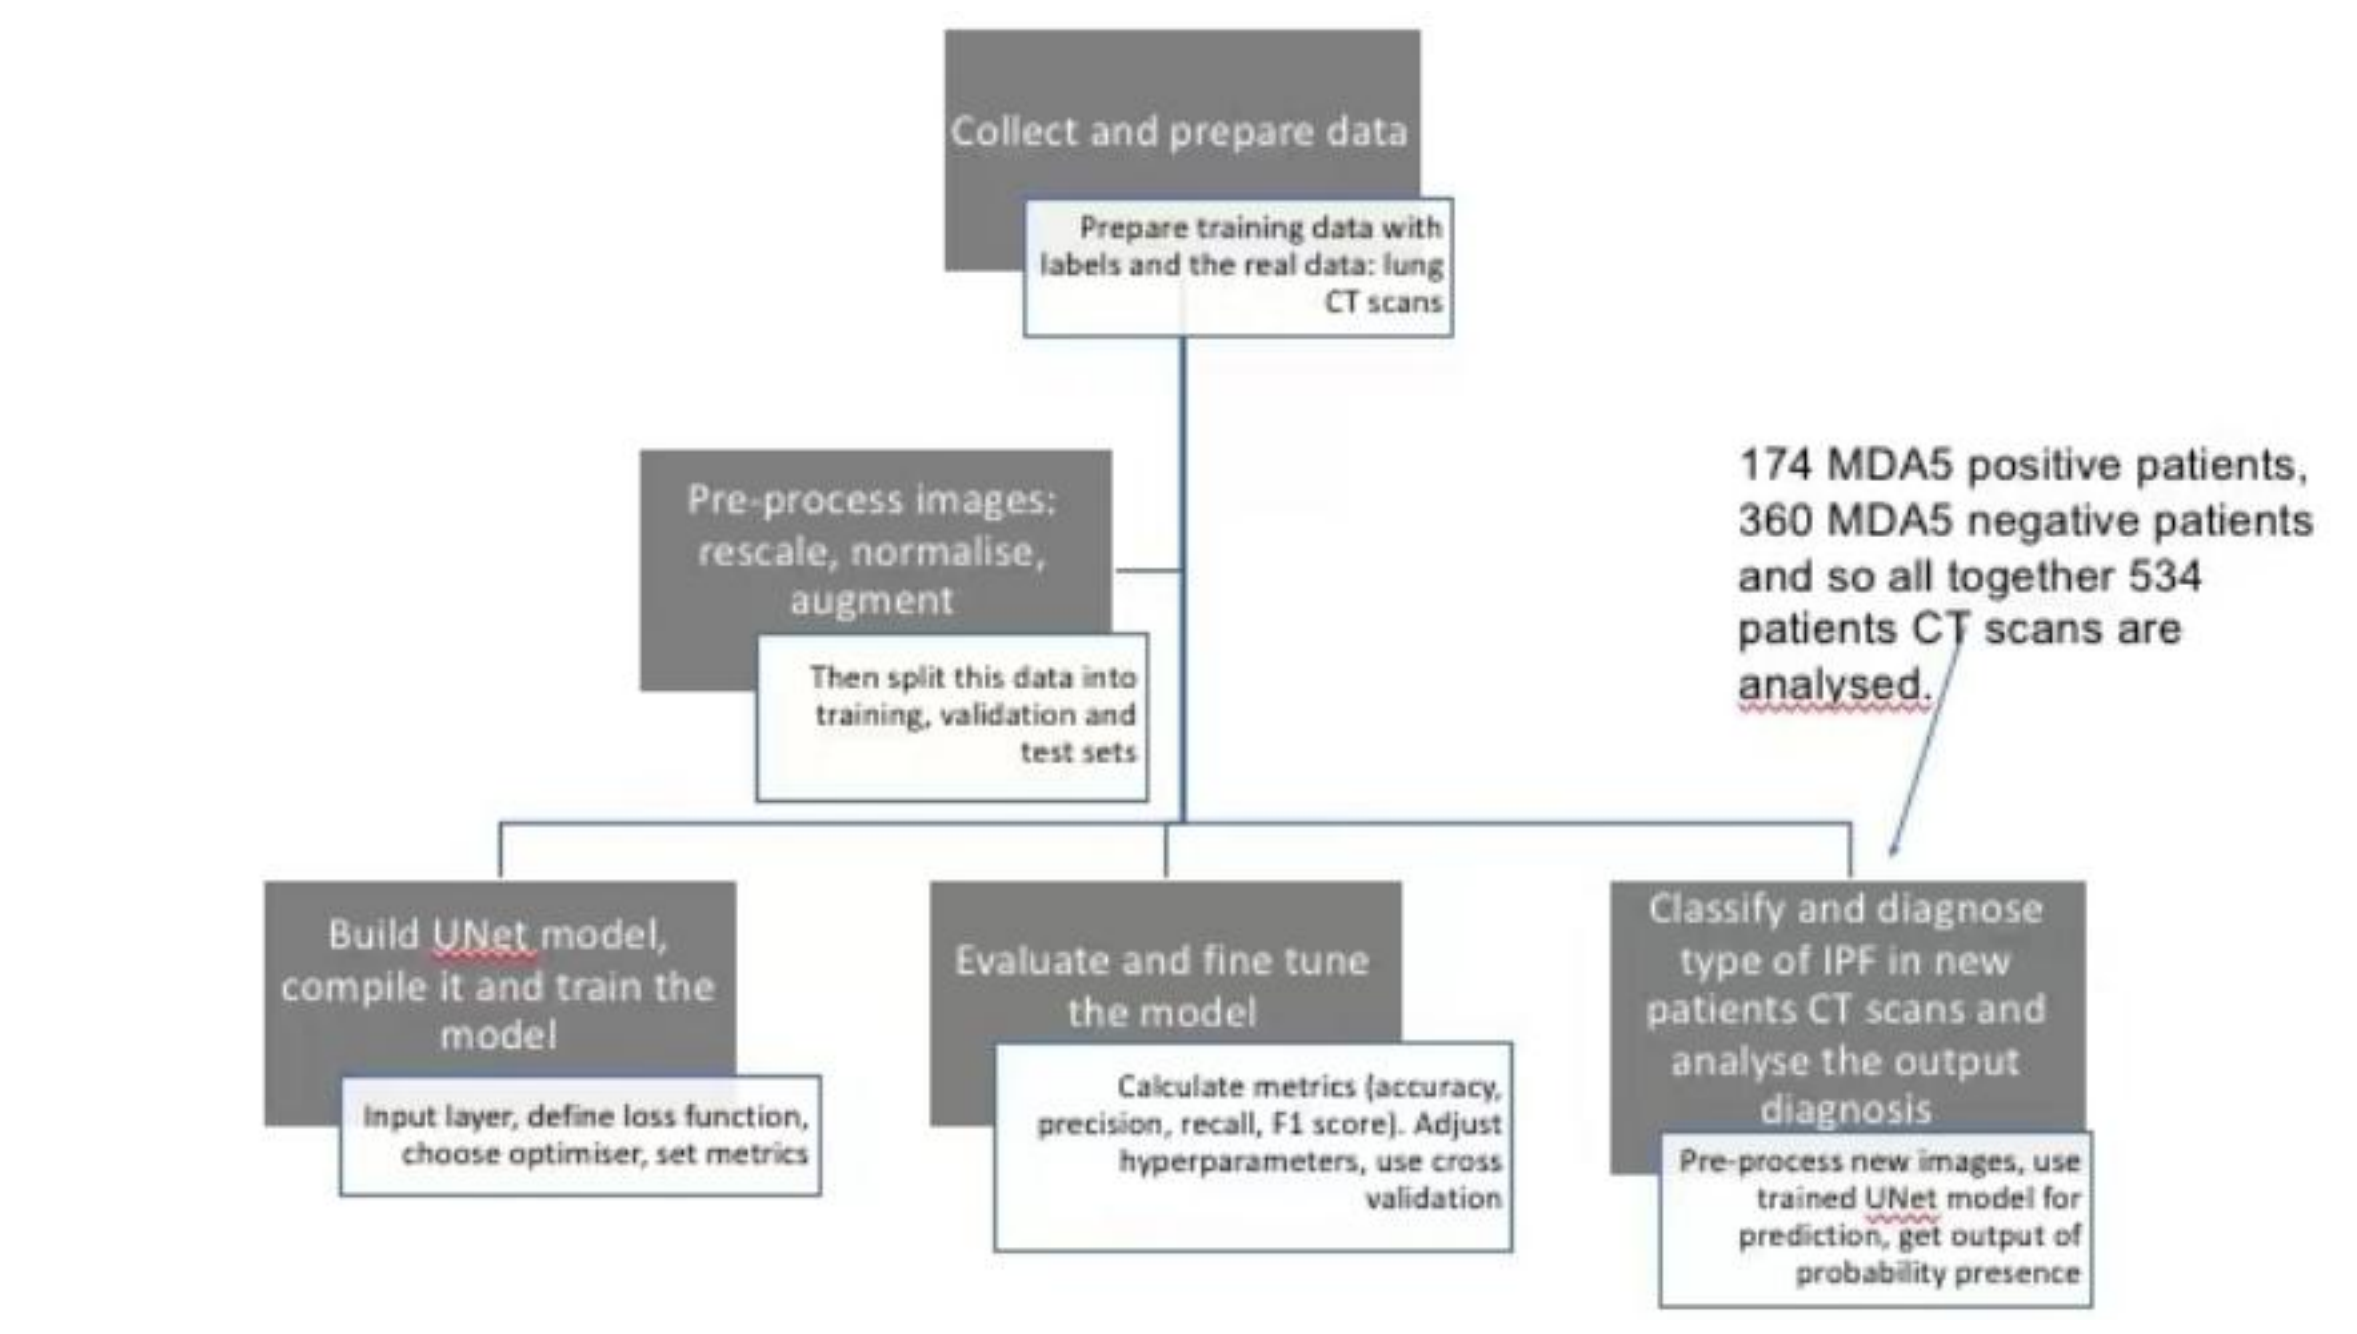 Collect and prepare data
Prepare training data with
labels and the real data: lung
CT scans
Pre-process images:
rescale, normalise,
augment
Then split this data into
training, validation and
test sets
174 MDA5 positive patients,
360 MDA5 negative patients
and so all together 534
patients CT scans are
analysed.
Build UNet model,
compile it and train the
model
Input layer, define loss function,
choose optimiser, set metrics
Evaluate and fine tune
the model
Calculate metrics (accuracy,
precision, recall, F1 score). Adjust
hyperparameters, use cross
validation
Classify and diagnose
type of IPF in new
patients CT scans and
analyse the output
diagnosis
Pre-process new images, use
trained UNet model for
prediction, get output of
probability presence